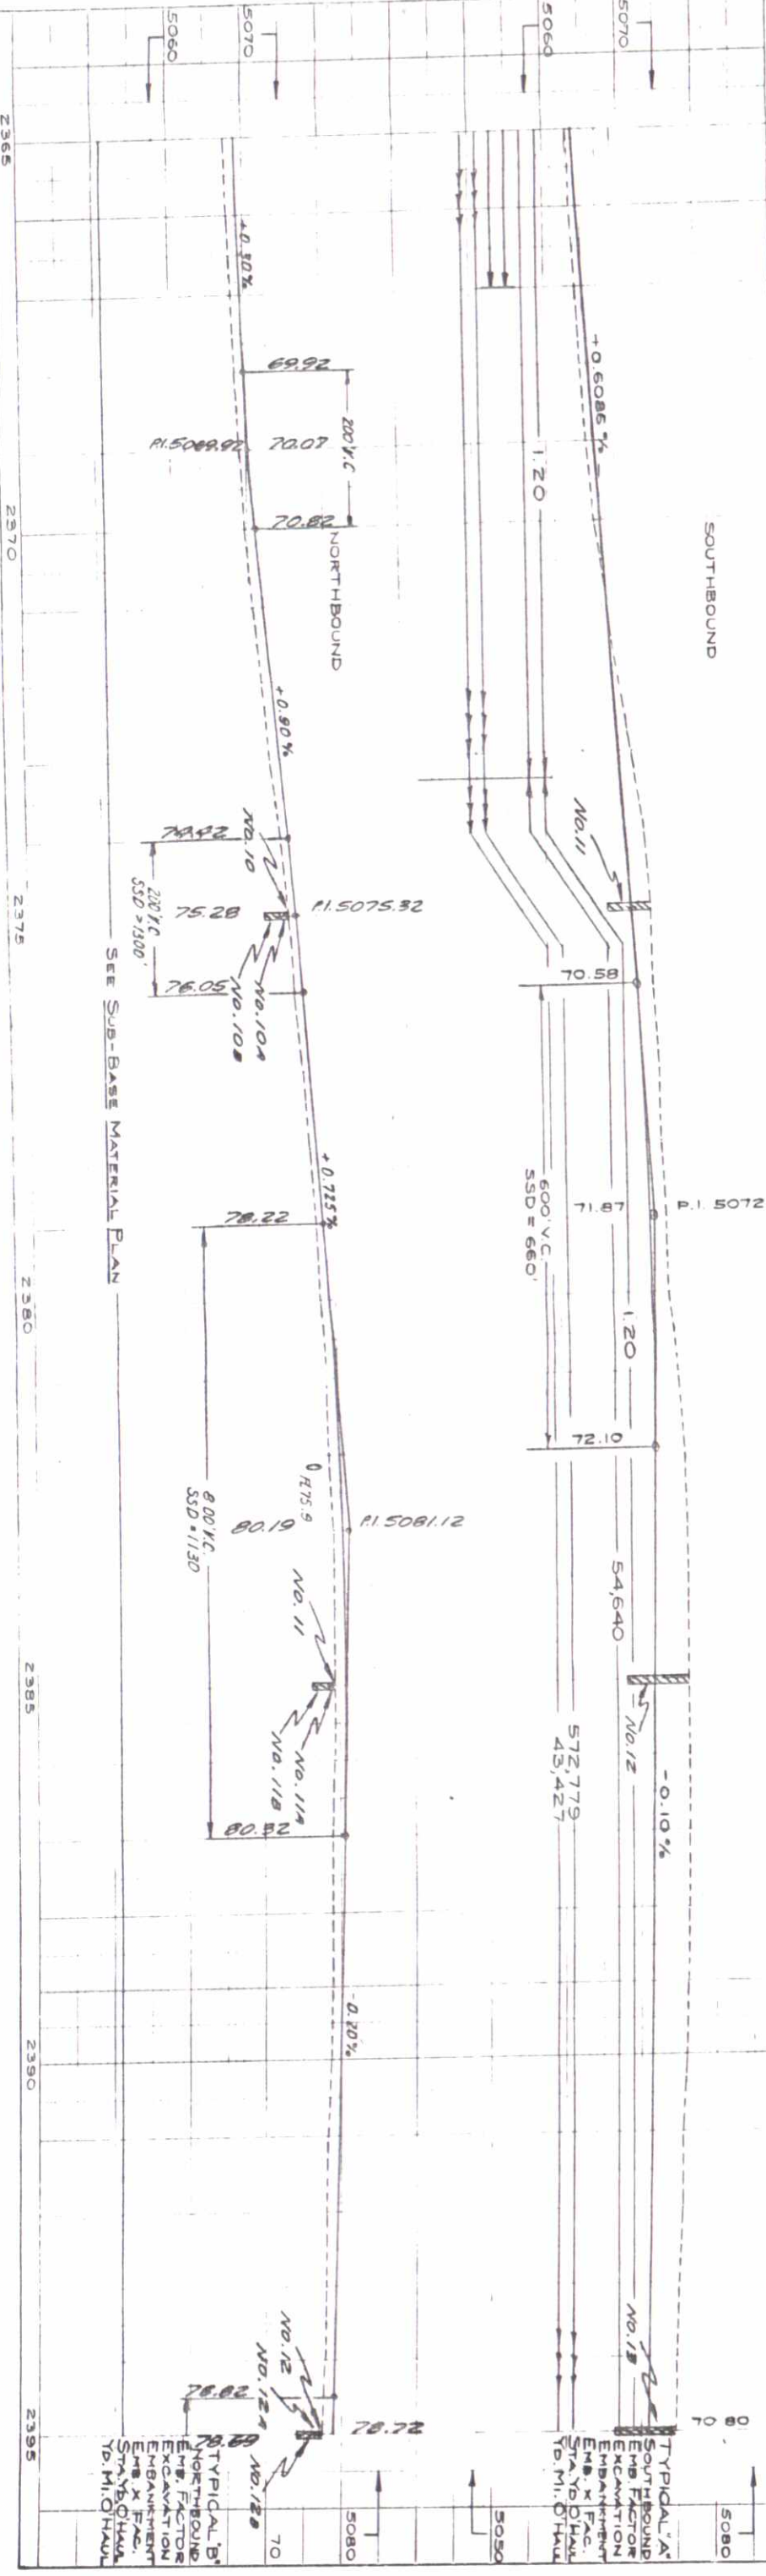 5070
5060
SOUTHBOUND
+0.6086%
1.20
No.11
70.58
600' V.C.
SSD = 660'
71.87
P.I. 5072
1.20
72.10
54,640
No.12
-0.10%
572,779
43,427
No.13
70 80
5080
TYPICAL "A"
SOUTHBOUND
EMB. FACTOR
EXCAVATION
EMBANKMENT
EMB. X FAC.
STA. YD. O'HAUL
YD. MI. O'HAUL
5050
5070
5060
+0.30%
69.92
200' V.C
P.I. 5069.92
70.07
70.82
NORTHBOUND
+0.90%
74.42
No.10
200' V.C
SSD > 1300'
75.28
P.I. 5075.32
76.05
No.10A
No.10B
+0.725%
78.22
800' V.C.
SSD = 1130
80.19
P.I. 5081.12
No.11
No.11A
No.11B
80.32
-0.20%
No.12
No.12A
No.12B
78.82
78.72
78.69
5080
70
TYPICAL "B"
NORTHBOUND
EMB. FACTOR
EXCAVATION
EMBANKMENT
EMB. X FAC.
STA. YD. O'HAUL
YD. MI. O'HAUL
SEE SUB-BASE MATERIAL PLAN
2365
2370
2375
2380
2385
2390
2395